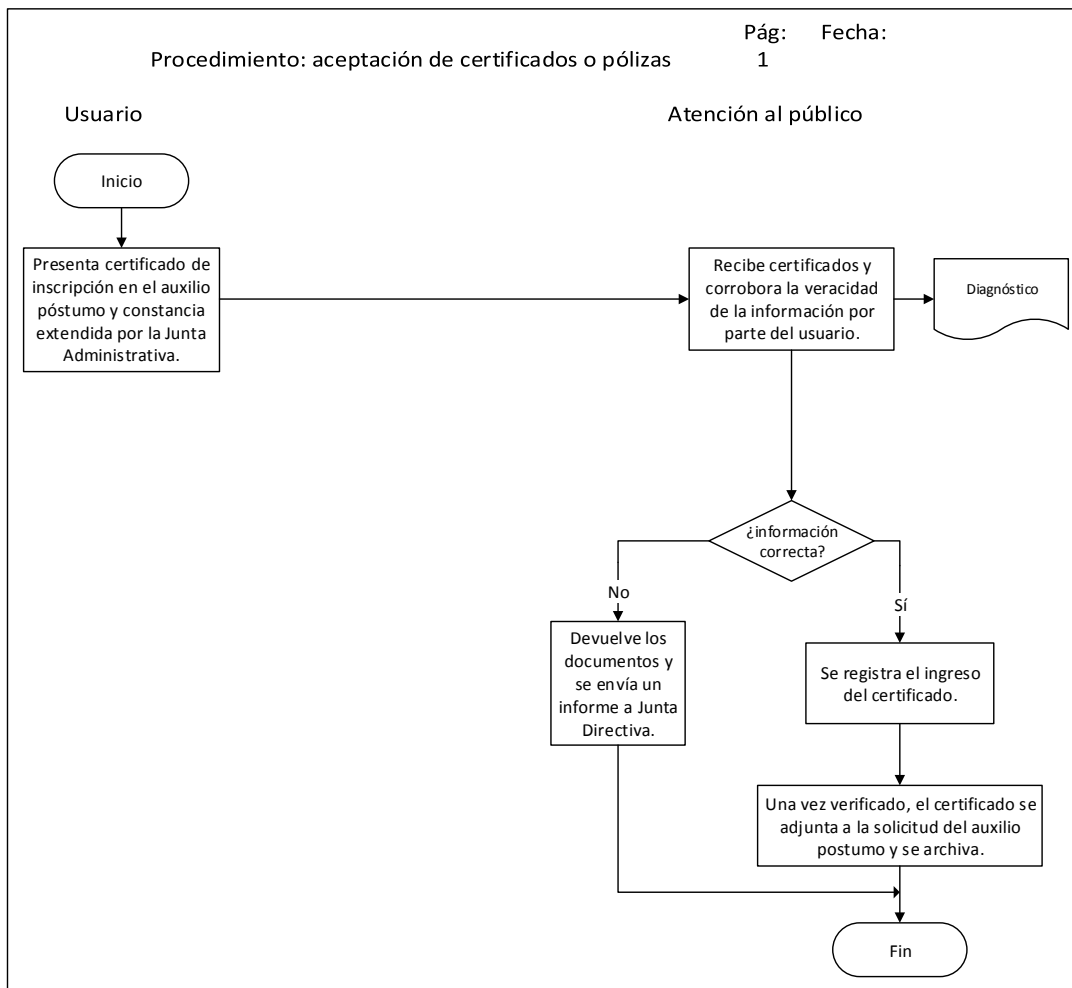 Pág: Fecha:
Procedimiento: aceptación de certificados o pólizas 1
Usuario Atención al público
Inicio
Presenta certificado de
inscripción en el auxilio
póstumo y constancia
extendida por la Junta
Administrativa.
Recibe certificados y
corrobora la veracidad
de la información por
parte del usuario.
Diagnóstico
¿información
correcta?
No
Sí
Devuelve los
documentos y
se envía un
informe a Junta
Directiva.
Se registra el ingreso
del certificado.
Una vez verificado, el certificado se
adjunta a la solicitud del auxilio
postumo y se archiva.
Fin